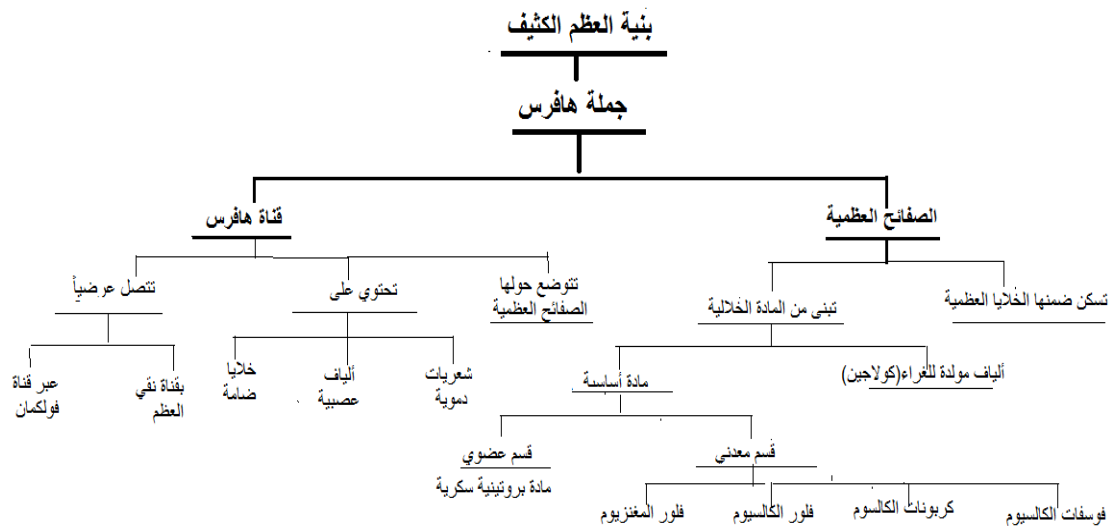 بنية العظم الكثيف
جملة هافرس
الصفائح العظمية
قناة هافرس
تسكن ضمنها الخلايا العظمية
تبنى من المادة الخلالية
تتوضع حولها
الصفائح العظمية
تحتوي على
تتصل عرضياً
ألياف مولدة للغراء(كولاجين)
مادة أساسة
شعريات
دموية
ألياف
عصبية
خلايا
ضامة
بقناة نقي
العظم
عبر قناة
فولكمان
قسم معدني
قسم عضوي
مادة بروتينية سكرية
فوسفات الكالسيوم
كربونات الكالسوم
فلور الكالسيوم
فلور المغنزيوم